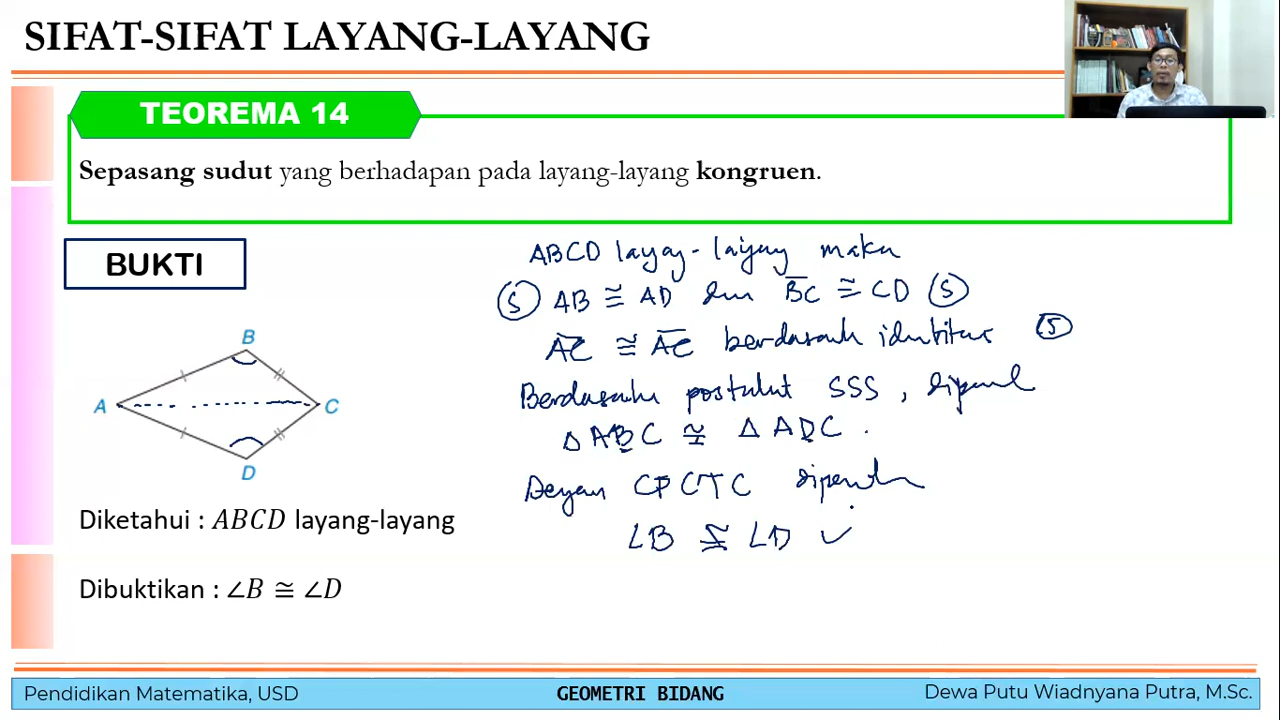 SIFAT-SIFAT LAYANG-LAYANG
TEOREMA 14
Sepasang sudut yang berhadapan pada layang-layang kongruen.
BUKTI
B
A
C
D
Diketahui : ABCD layang-layang
Dibuktikan : ∠B ≅ ∠D
ABCD layang-layang maka
(S) AB ≅ AD dan BC ≅ CD (S)
AC ≅ AC berdasarkan identitas (S)
Berdasarkan postulat SSS,
△ABC ≅ △ADC.
Dengan CPCTC diperoleh
∠B ≅ ∠D ✓
Pendidikan Matematika, USD
GEOMETRI BIDANG
Dewa Putu Wiadnyana Putra, M.Sc.